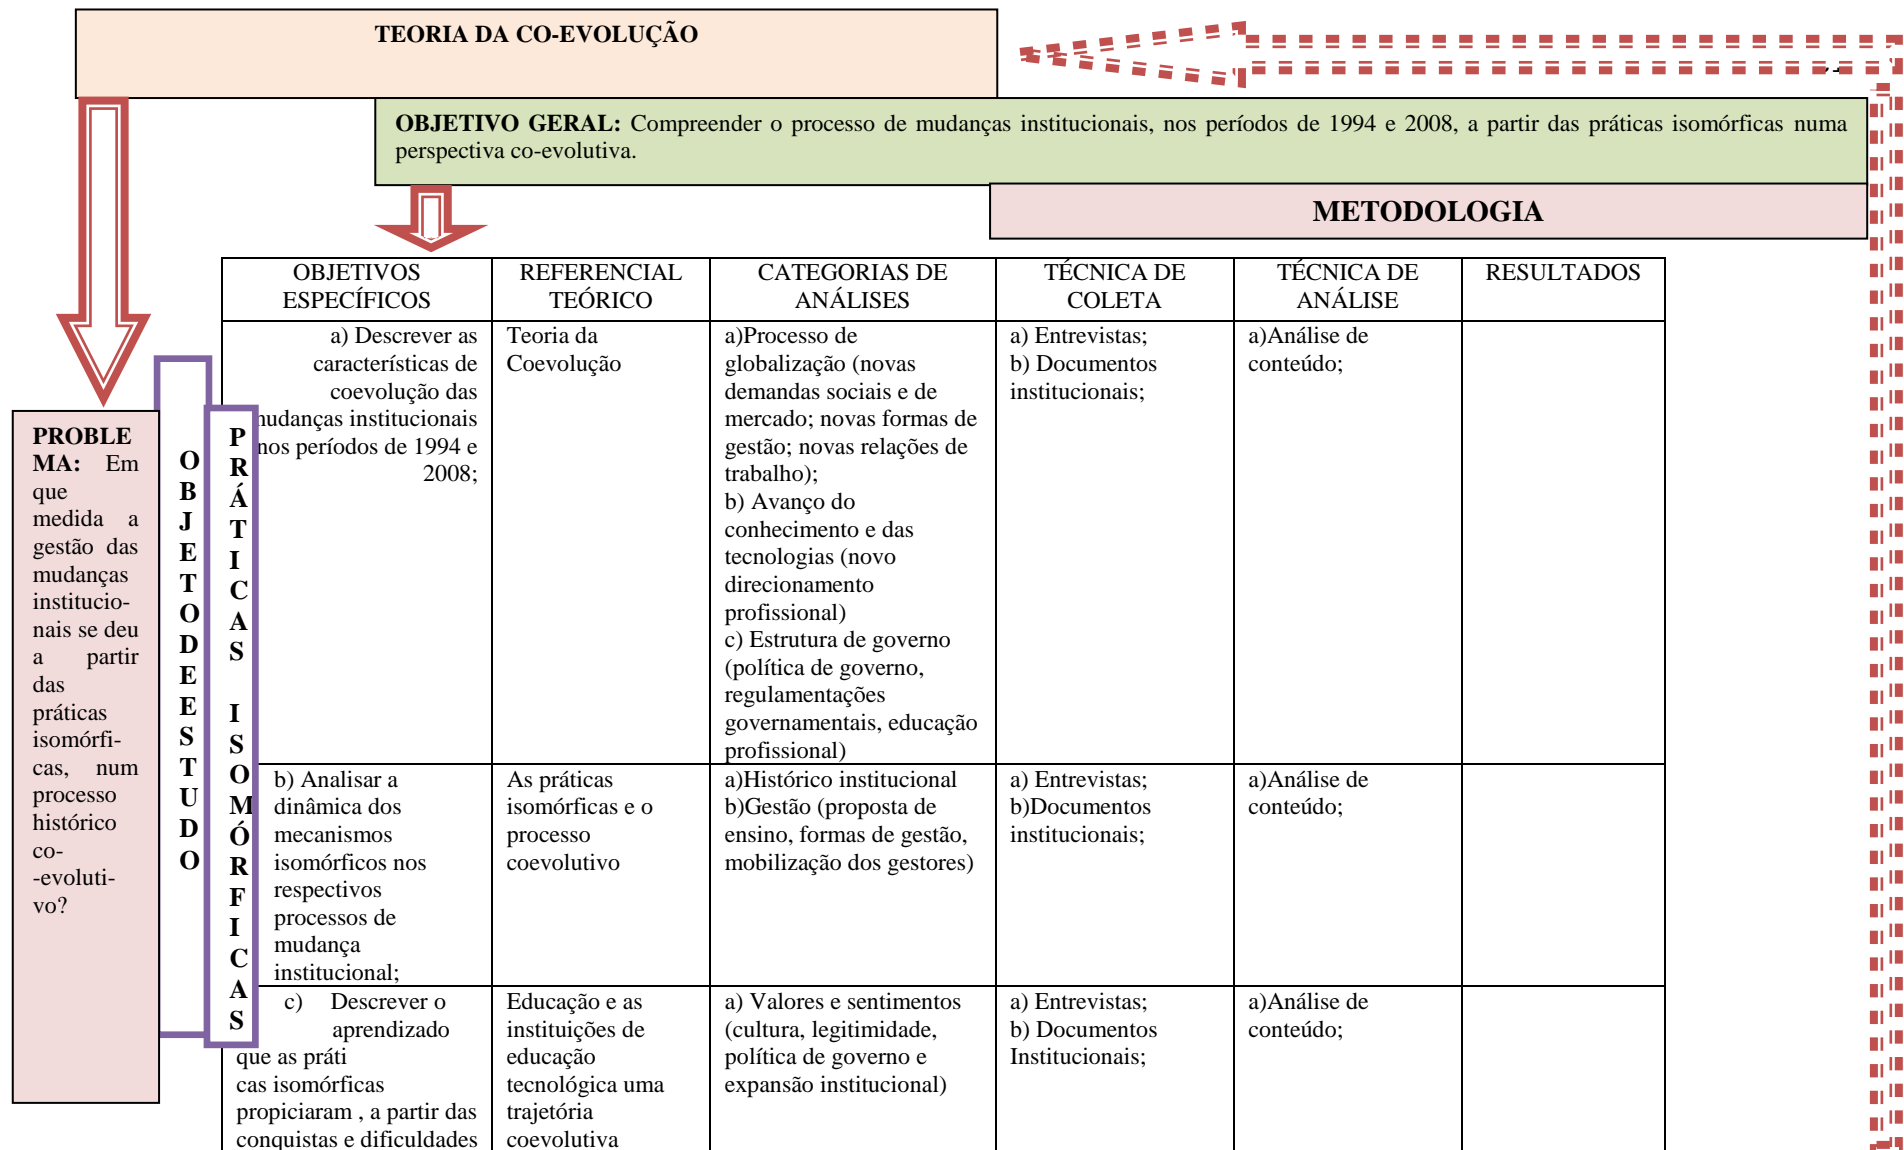 TEORIA DA CO-EVOLUÇÃO
OBJETIVO GERAL: Compreender o processo de mudanças institucionais, nos períodos de 1994 e 2008, a partir das práticas isomórficas numa
perspectiva co-evolutiva.
METODOLOGIA
OBJETIVOS
ESPECÍFICOS
REFERENCIAL
TEÓRICO
CATEGORIAS DE
ANÁLISES
TÉCNICA DE
COLETA
TÉCNICA DE
ANÁLISE
RESULTADOS
a) Descrever as
características de
coevolução das
mudanças institucionais
nos períodos de 1994 e
2008;
Teoria da
Coevolução
a)Processo de
globalização (novas
demandas sociais e de
mercado; novas formas de
gestão; novas relações de
trabalho);
b) Avanço do
conhecimento e das
tecnologias (novo
direcionamento
profissional)
c) Estrutura de governo
(política de governo,
regulamentações
governamentais, educação
profissional)
a) Entrevistas;
b) Documentos
institucionais;
a)Análise de
conteúdo;
b) Analisar a
dinâmica dos
mecanismos
isomórficos nos
respectivos
processos de
mudança
institucional;
As práticas
isomórficas e o
processo
coevolutivo
a)Histórico institucional
b)Gestão (proposta de
ensino, formas de gestão,
mobilização dos gestores)
a) Entrevistas;
b)Documentos
institucionais;
a)Análise de
conteúdo;
c) Descrever o
aprendizado
que as práti
cas isomórficas
propiciaram , a partir das
conquistas e dificuldades
Educação e as
instituições de
educação
tecnológica uma
trajetória
coevolutiva
a) Valores e sentimentos
(cultura, legitimidade,
política de governo e
expansão institucional)
a) Entrevistas;
b) Documentos
Institucionais;
a)Análise de
conteúdo;
PROBLE
MA: Em
que
medida a
gestão das
mudanças
institucio-
nais se deu
a partir
das
práticas
isomórfi-
cas, num
processo
histórico
co-
-evoluti-
vo?
OBJETODEESTUDO
PRÁTICAS ISOMÓRFICAS